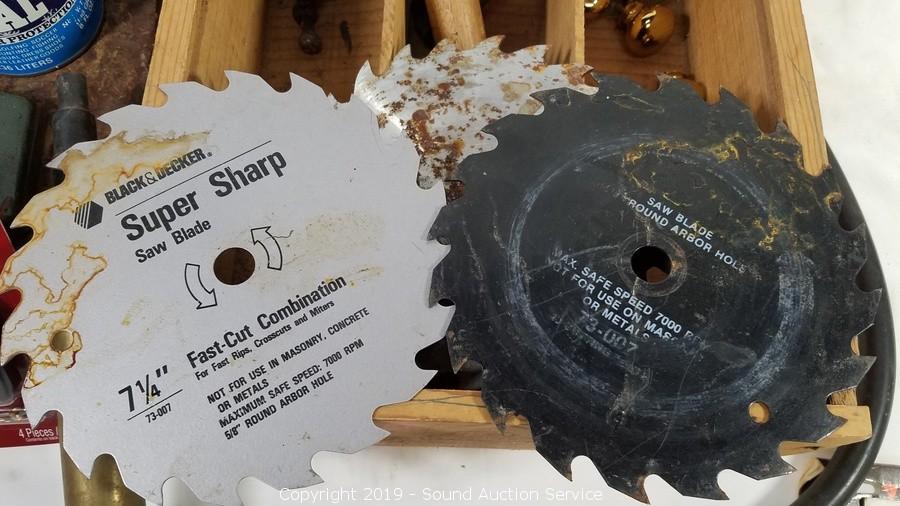 BLACK&DECKER®
Super Sharp
Saw Blade
7¼"
73-007
Fast-Cut Combination
For Fast Rips, Crosscuts and Miters
NOT FOR USE IN MASONRY, CONCRETE
OR METALS
MAXIMUM SAFE SPEED: 7000 RPM
5/8" ROUND ARBOR HOLE
SAW BLADE
ROUND ARBOR HOLE
MAX. SAFE SPEED 7000
NOT FOR USE ON
OR METALS
73-007
4 Pieces
Copyright 2019 - Sound Auction Service